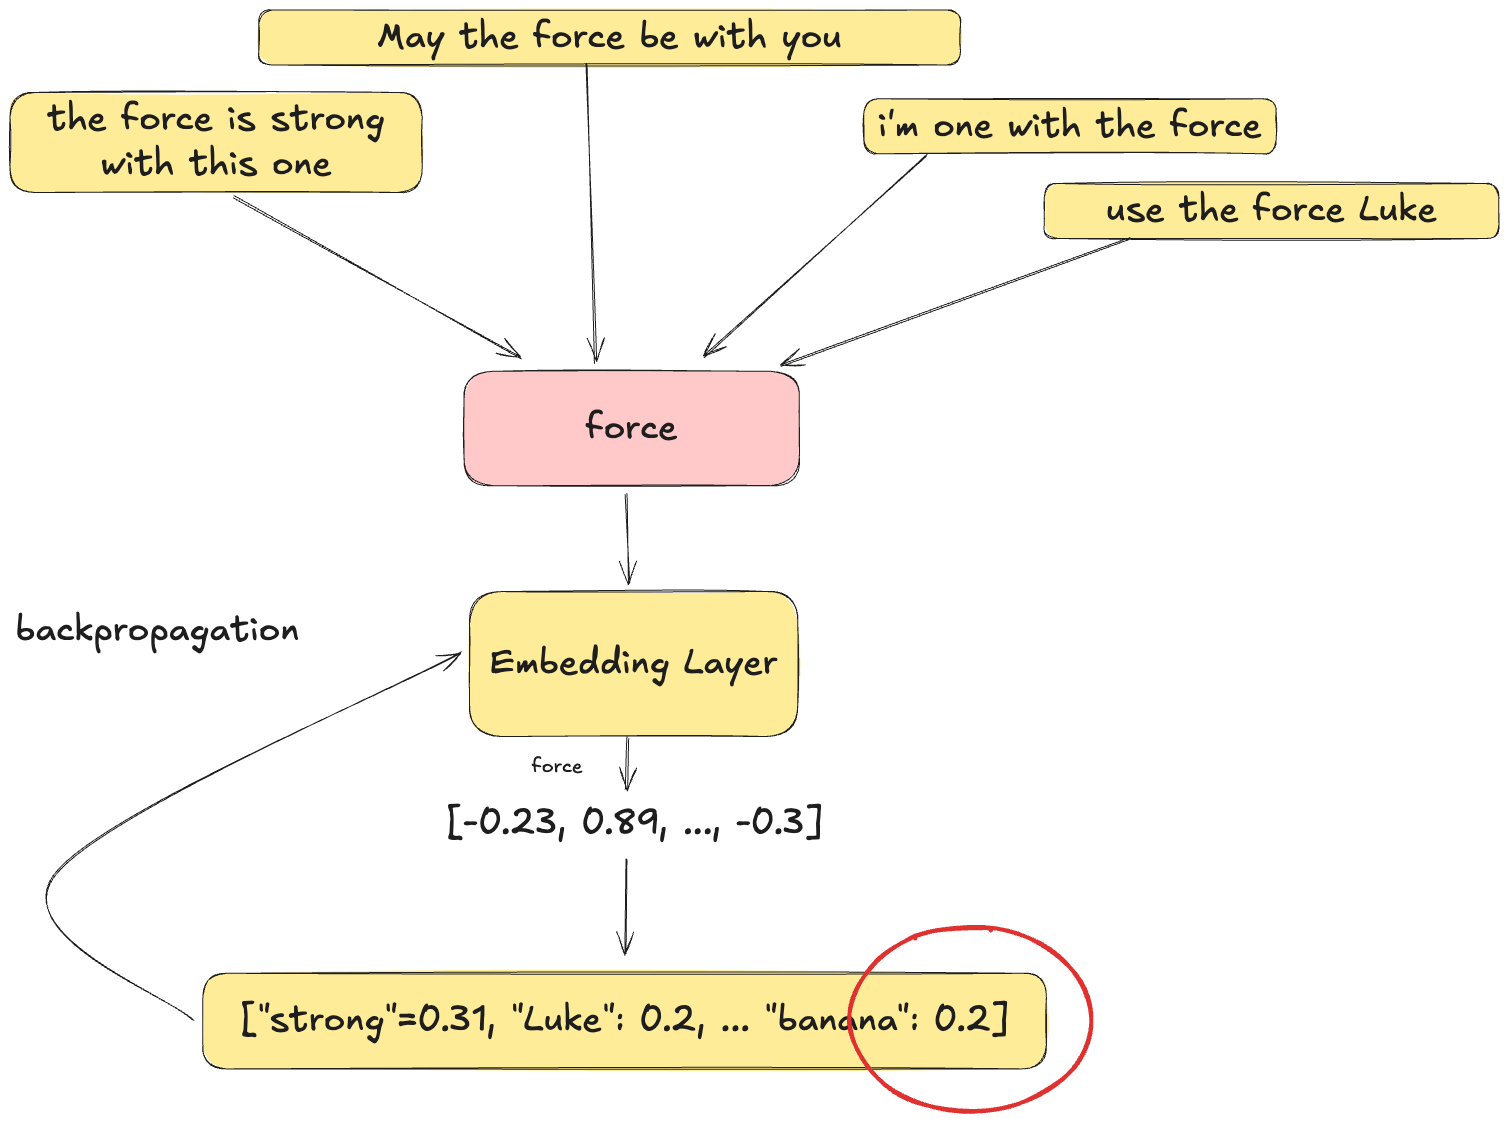 May the force be with you
the force is strong
with this one
i'm one with the force
use the force Luke
force
backpropagation
Embedding Layer
force
[-0.23, 0.89, ..., -0.3]
["strong"=0.31, "Luke": 0.2, ... "banana": 0.2]